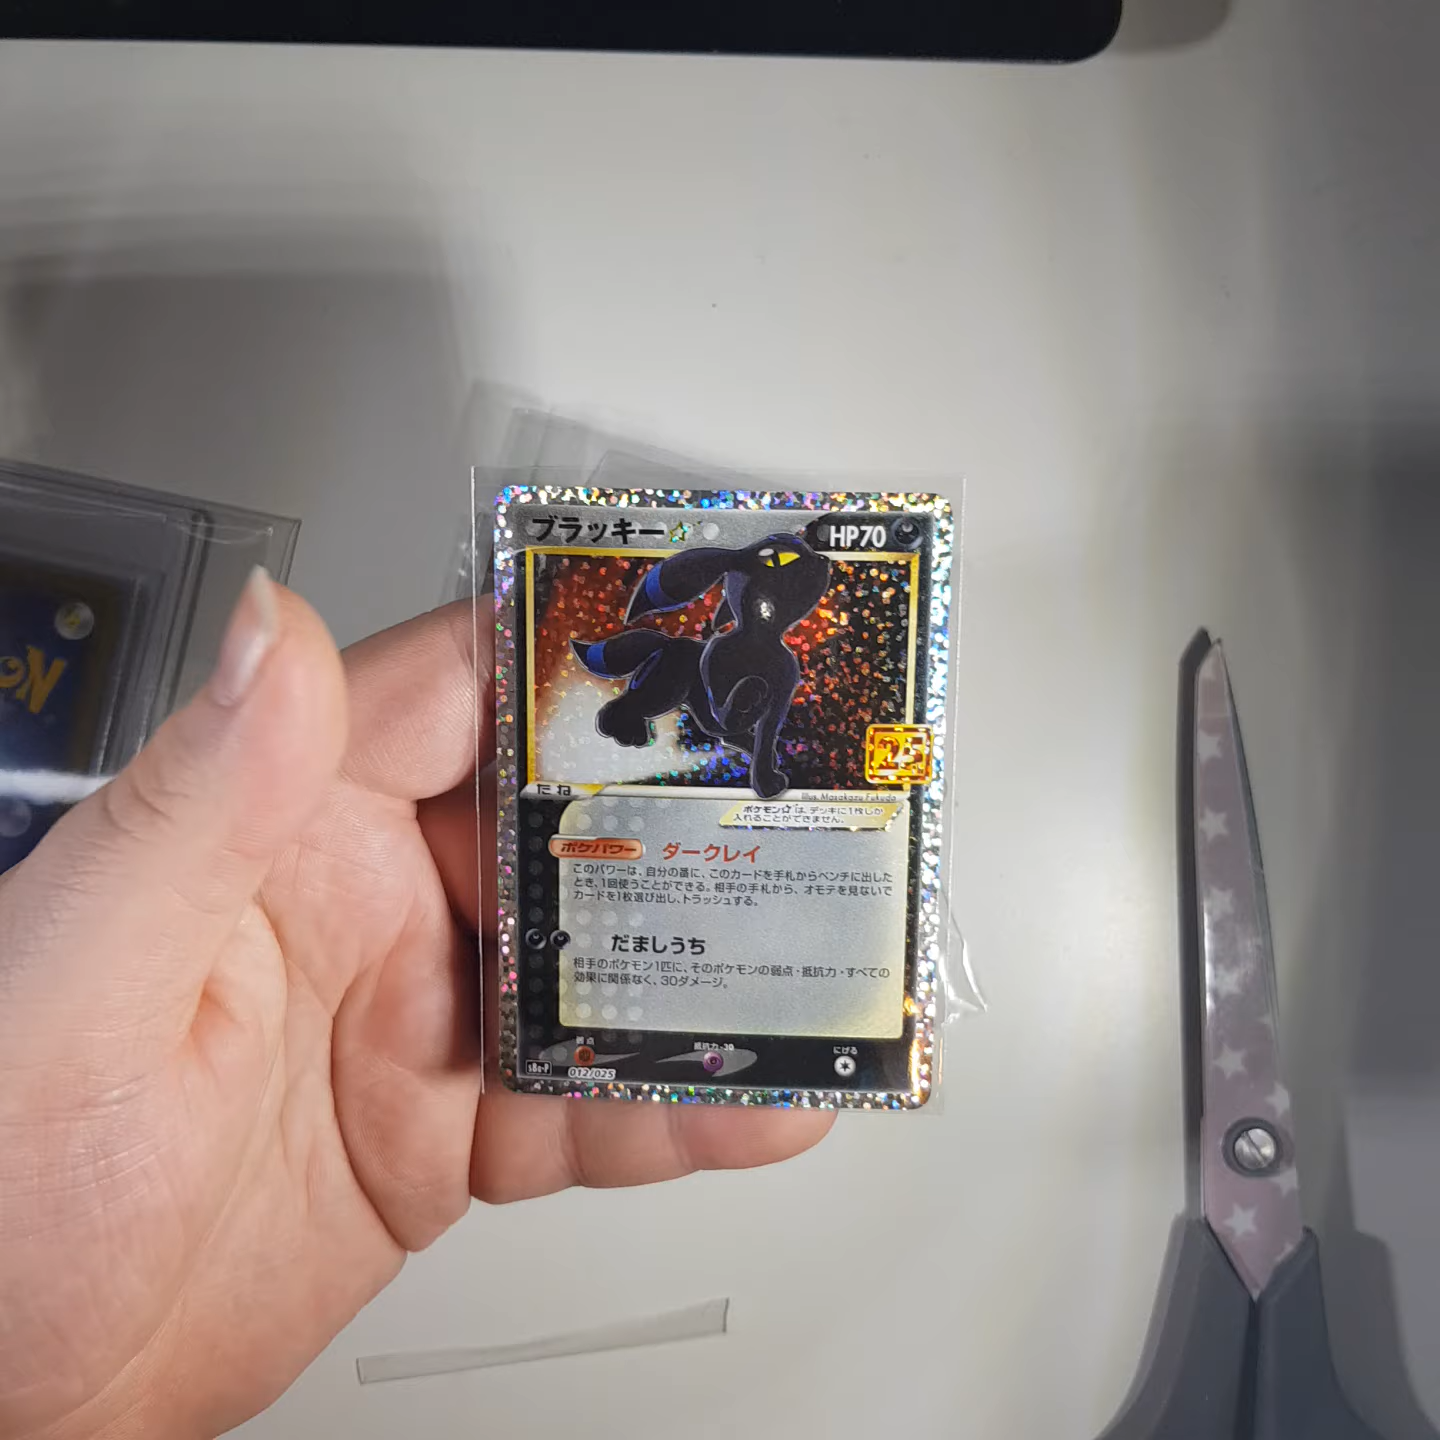 ブラッキー☆
HP70
25
たね
Illus. Masakazu Fukuda
ポケモン☆は、デッキに1枚しか
入れることができません。
ポケパワー ダークレイ
このパワーは、自分の番に、このカードを手札からベンチに出した
とき、1回使うことができる。相手の手札から、オモテを見ないで
カードを1枚選び出し、トラッシュする。
だましうち
相手のポケモン1匹に、そのポケモンの弱点・抵抗力・すべての
効果に関係なく、30ダメージ。
弱点
抵抗力 -30
にげる
s8a-P 012/025